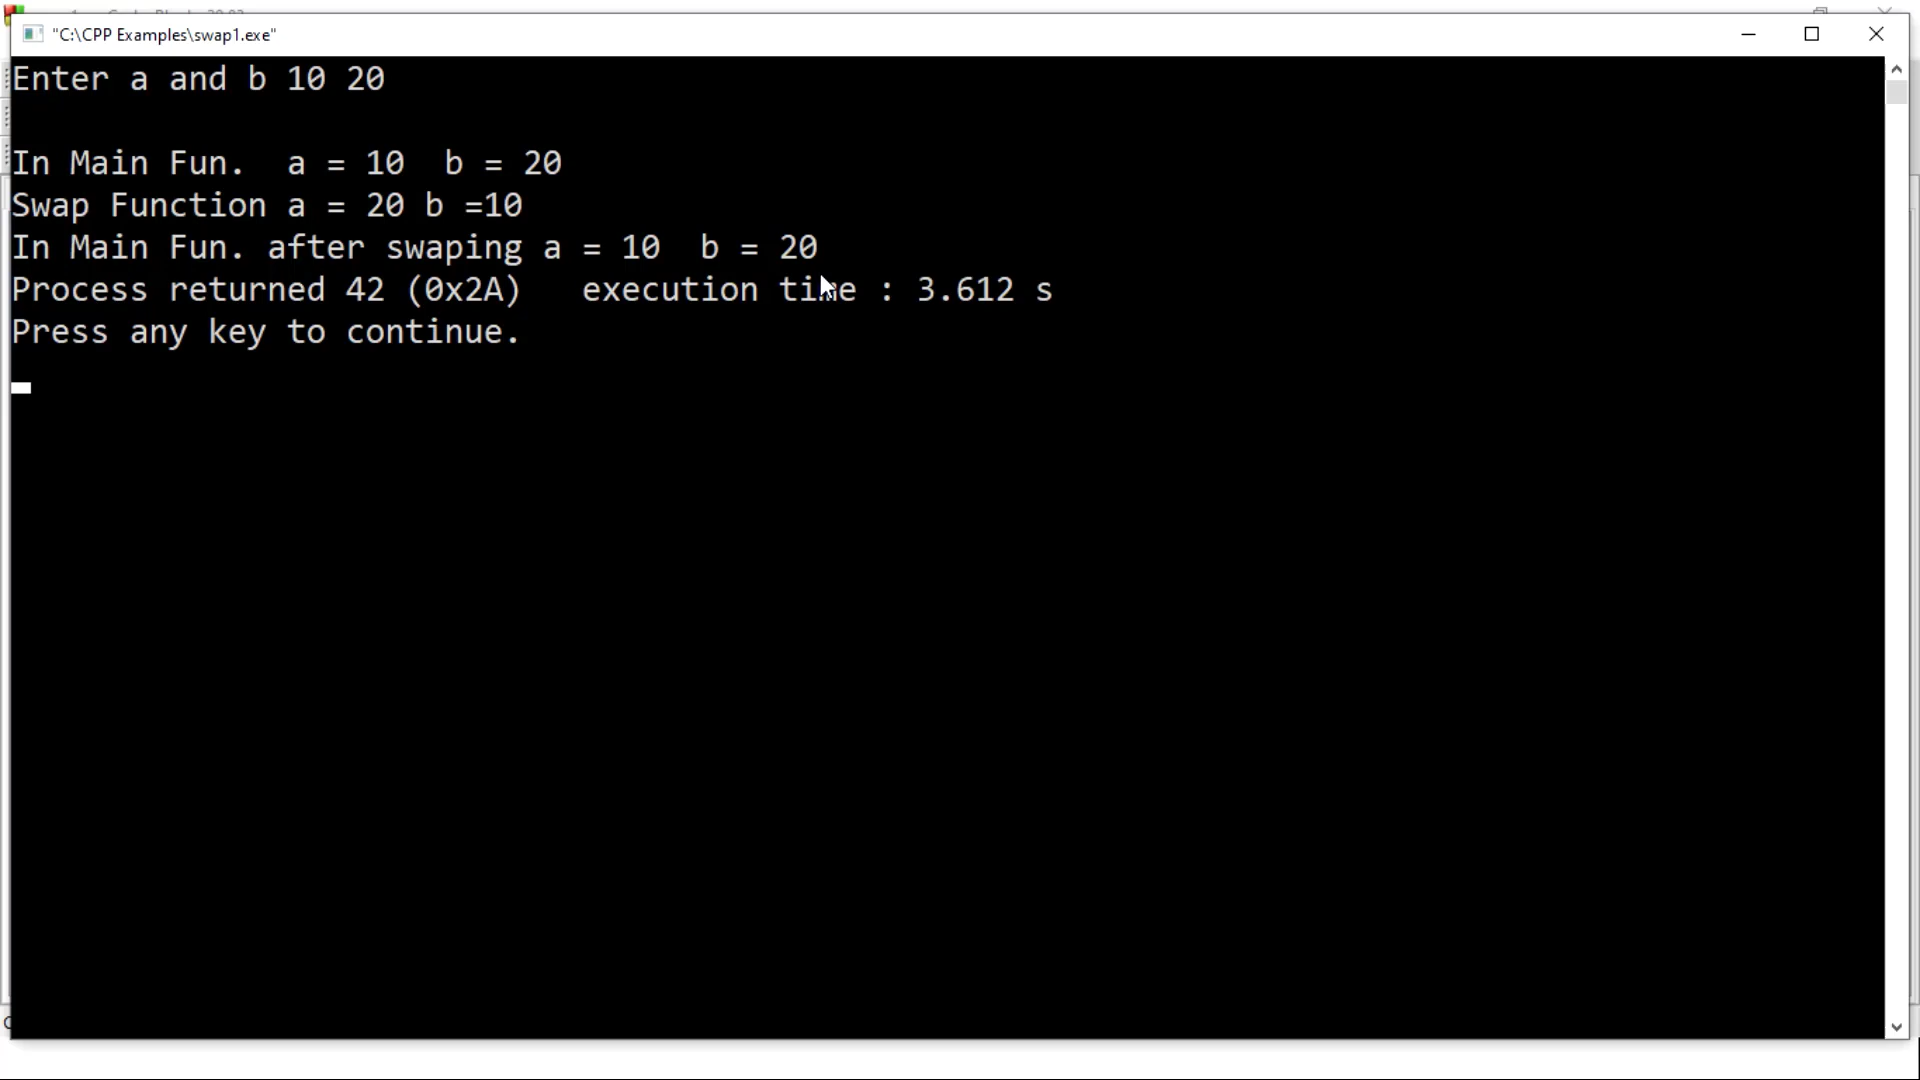 "C:\CPP Examples\swap1.exe"
Enter a and b 10 20
In Main Fun.  a = 10  b = 20
Swap Function a = 20 b =10
In Main Fun. after swaping a = 10  b = 20
Process returned 42 (0x2A)   execution time : 3.612 s
Press any key to continue.